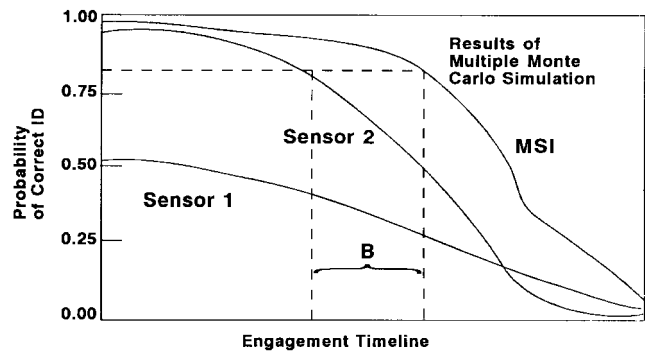 1.00
0.75
0.50
0.25
0.00
Probability
of Correct ID
Results of
Multiple Monte
Carlo Simulation
MSI
Sensor 2
Sensor 1
B
Engagement Timeline